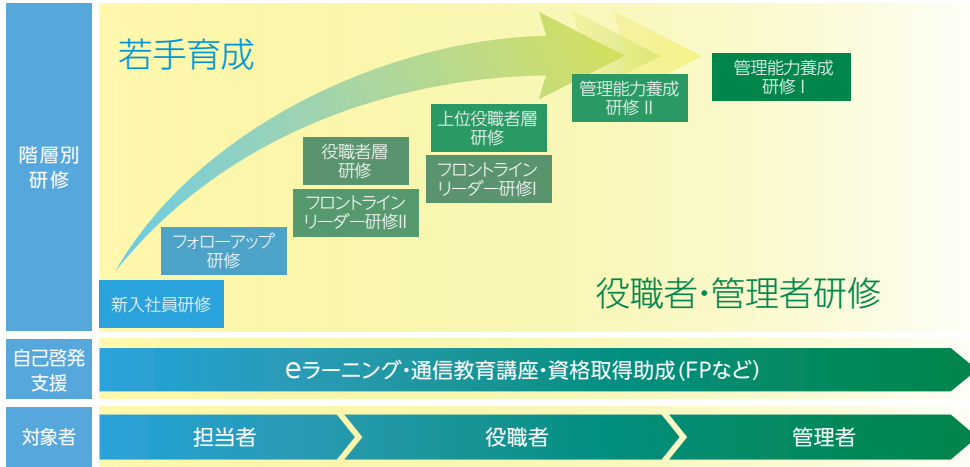 若手育成
階層別
研修
管理能力養成
研修Ⅰ
管理能力養成
研修Ⅱ
上位役職者層
研修
役職者層
研修
フロントライン
リーダー研修Ⅰ
フロントライン
リーダー研修Ⅱ
フォローアップ
研修
新入社員研修
役職者・管理者研修
自己啓発
支援
eラーニング・通信教育講座・資格取得助成(FPなど)
対象者
担当者
役職者
管理者